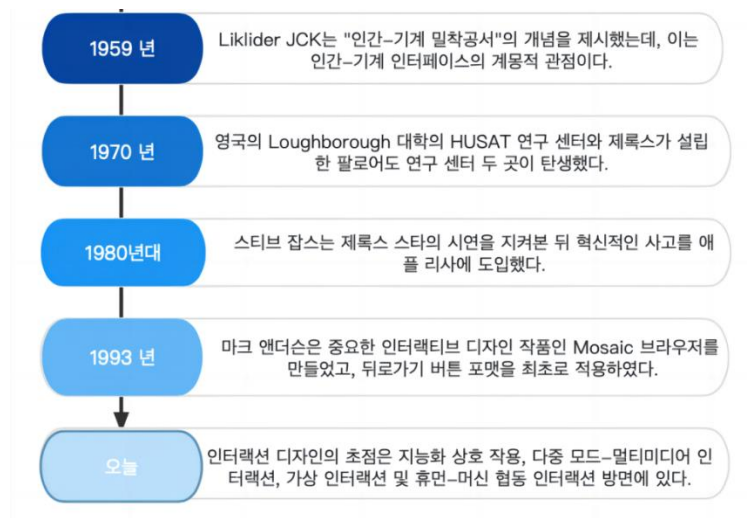 1959 년
Liklider JCK는 "인간-기계 밀착공서"의 개념을 제시했는데, 이는
인간-기계 인터페이스의 계몽적 관점이다.
1970 년
영국의 Loughborough 대학의 HUSAT 연구 센터와 제록스가 설립
한 팔로어도 연구 센터 두 곳이 탄생했다.
1980년대
스티브 잡스는 제록스 스타의 시연을 지켜본 뒤 혁신적인 사고를 애
플 리사에 도입했다.
1993 년
마크 앤더슨은 중요한 인터랙티브 디자인 작품인 Mosaic 브라우저를
만들었고, 뒤로가기 버튼 포맷을 최초로 적용하였다.
오늘
인터랙션 디자인의 초점은 지능화 상호 작용, 다중 모드-멀티미디어 인
터랙션, 가상 인터랙션 및 휴먼-머신 협동 인터랙션 방면에 있다.